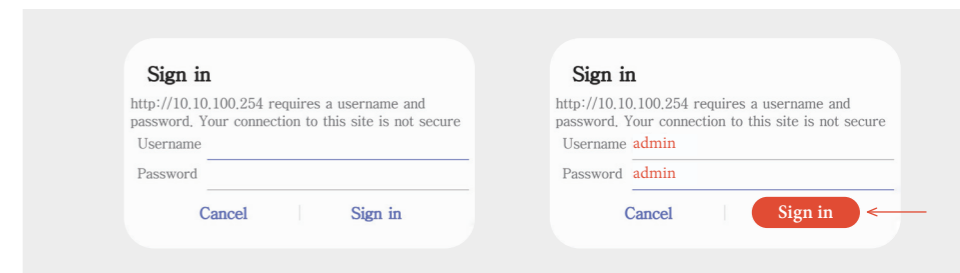 Sign in
http://10.10.100.254 requires a username and
password. Your connection to this site is not secure
Username
Password
Cancel
Sign in
Sign in
http://10.10.100.254 requires a username and
password. Your connection to this site is not secure
Username admin
Password admin
Cancel
Sign in